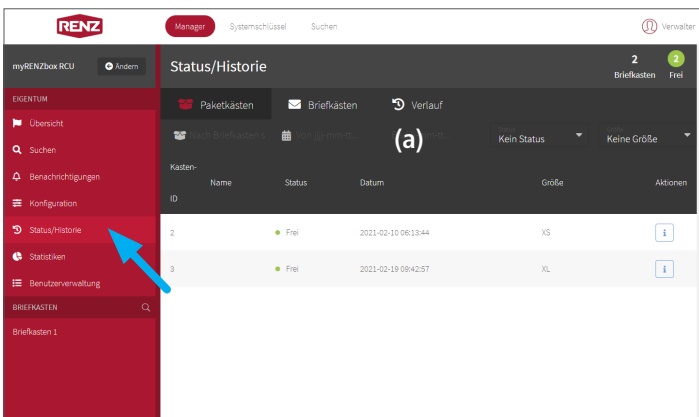 RENZ
Manager Systemschlüssel Suchen Verwalter
myRENZbox RCU Ändern Status/Historie 2 2
Briefkasten Frei
EIGENTUM
Paketkästen Briefkästen Verlauf
Übersicht
Nach Briefkasten s (a)
Kein Status Keine Größe
Suchen
Benachrichtigungen
Kasten-
Name Status Datum Größe Aktionen
ID
Konfiguration
Status/Historie
2 Frei 2021-02-10 06:13:44 XS i
Statistiken
3 Frei 2021-02-19 09:42:57 XL i
Benutzerverwaltung
BRIEFKASTEN
Briefkasten 1